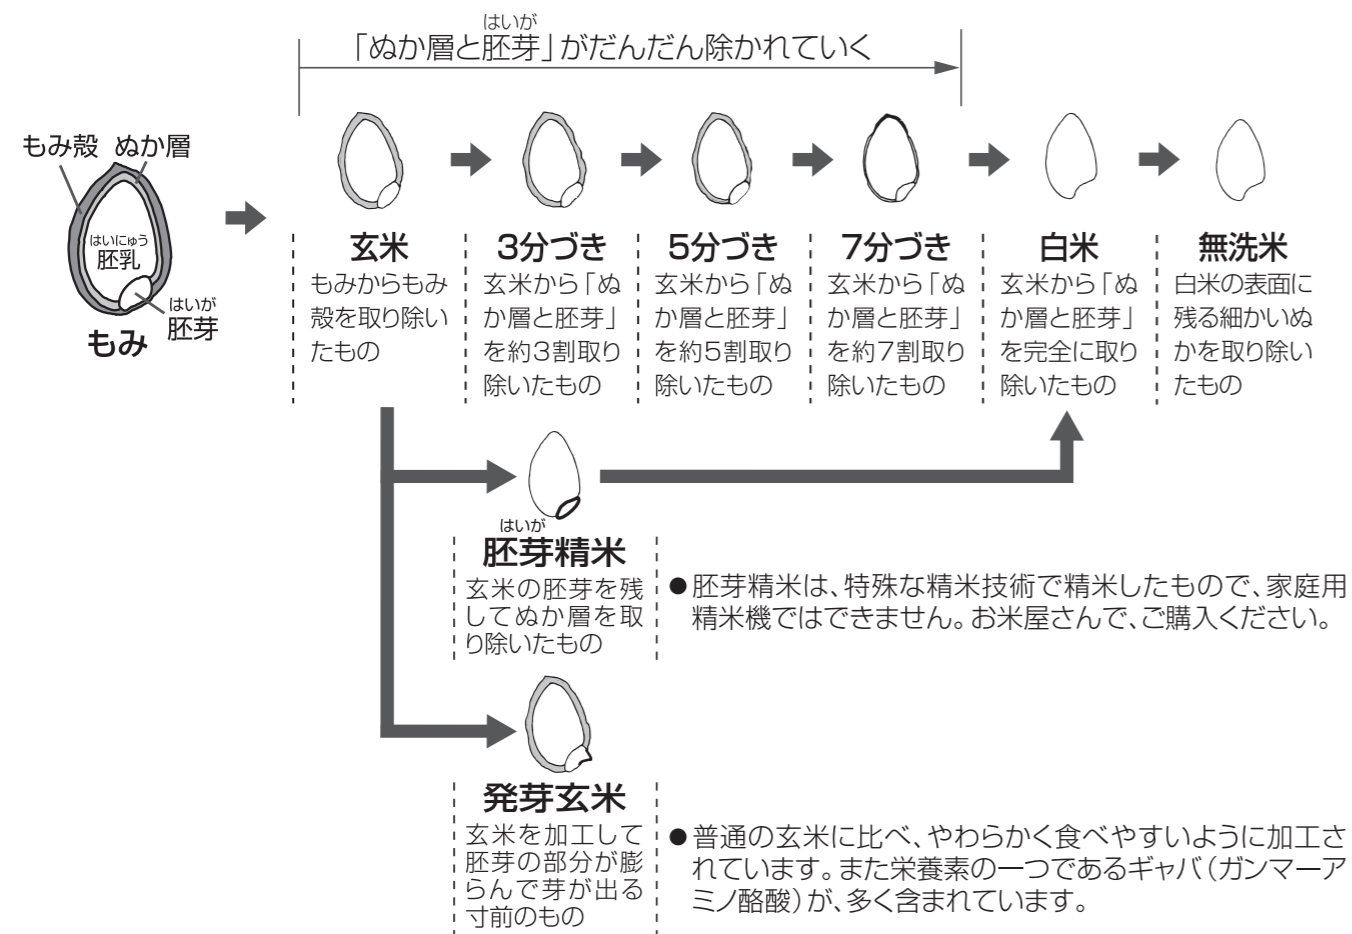 はいが
「ぬか層と胚芽」がだんだん除かれていく
もみ殻 ぬか層
はいにゅう
胚乳
はいが
胚芽
もみ
玄米
もみからもみ
殻を取り除い
たもの
3分づき
玄米から「ぬ
か層と胚芽」
を約3割取り
除いたもの
5分づき
玄米から「ぬ
か層と胚芽」
を約5割取り
除いたもの
7分づき
玄米から「ぬ
か層と胚芽」
を約7割取り
除いたもの
白米
玄米から「ぬ
か層と胚芽」
を完全に取り
除いたもの
無洗米
白米の表面に
残る細かいぬ
かを取り除い
たもの
はいが
胚芽精米
玄米の胚芽を残
してぬか層を取
り除いたもの
●胚芽精米は、特殊な精米技術で精米したもので、家庭用
精米機ではできません。お米屋さんで、ご購入ください。
発芽玄米
玄米を加工して
胚芽の部分が膨
らんで芽が出る
寸前のもの
●普通の玄米に比べ、やわらかく食べやすいように加工さ
れています。また栄養素の一つであるギャバ(ガンマーア
ミノ酪酸)が、多く含まれています。